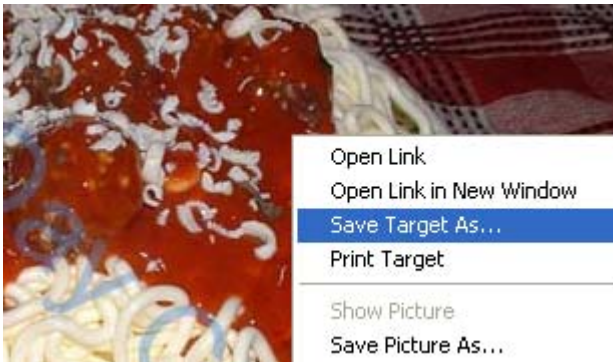 Open Link
Open Link in New Window
Save Target As...
Print Target
Show Picture
Save Picture As...